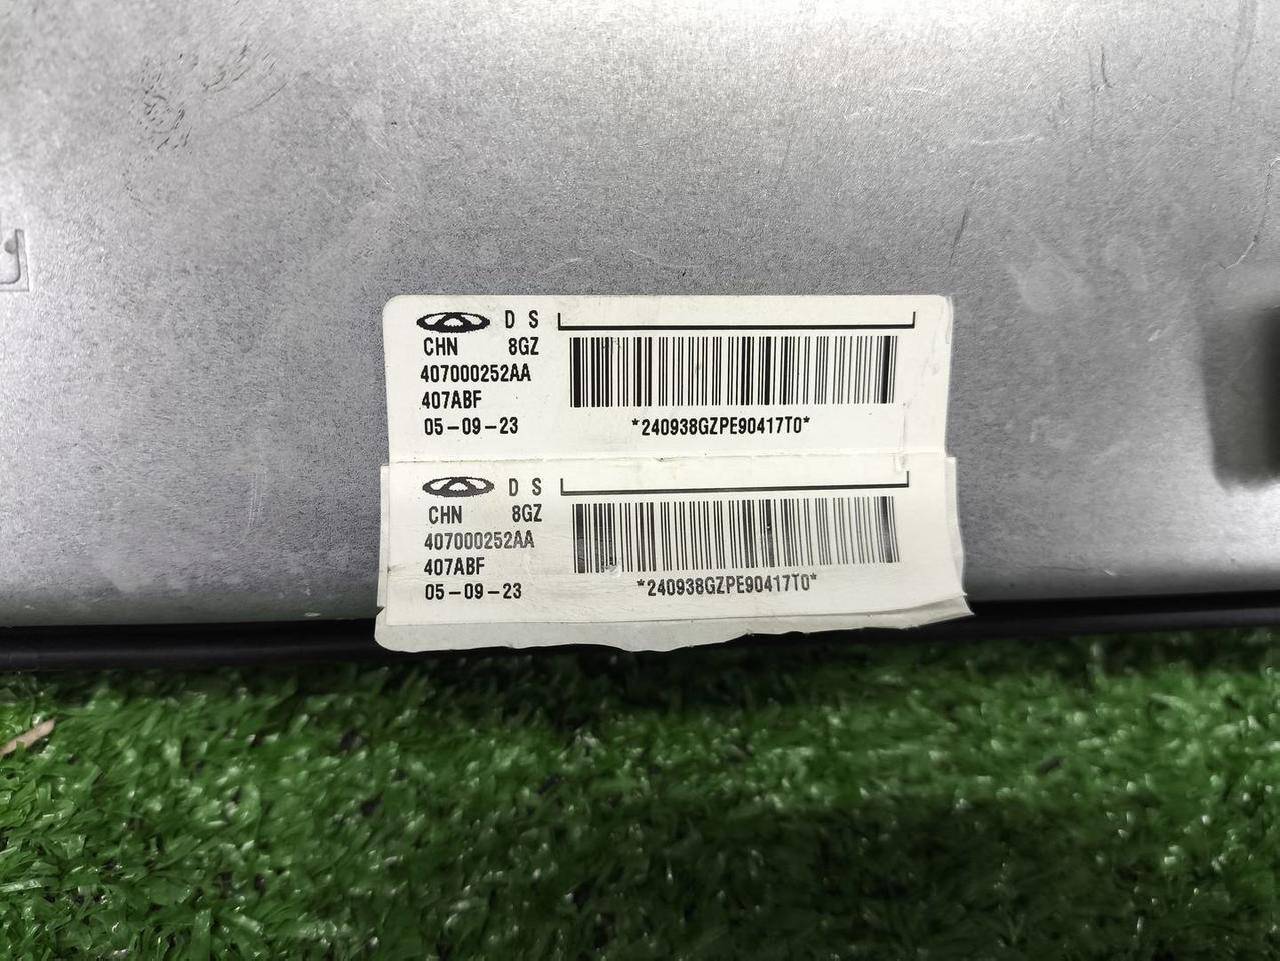 D S
CHN 8GZ
407000252AA
407ABF
05-09-23
*240938GZPE90417T0*
D S
CHN 8GZ
407000252AA
407ABF
05-09-23
*240938GZPE90417T0*